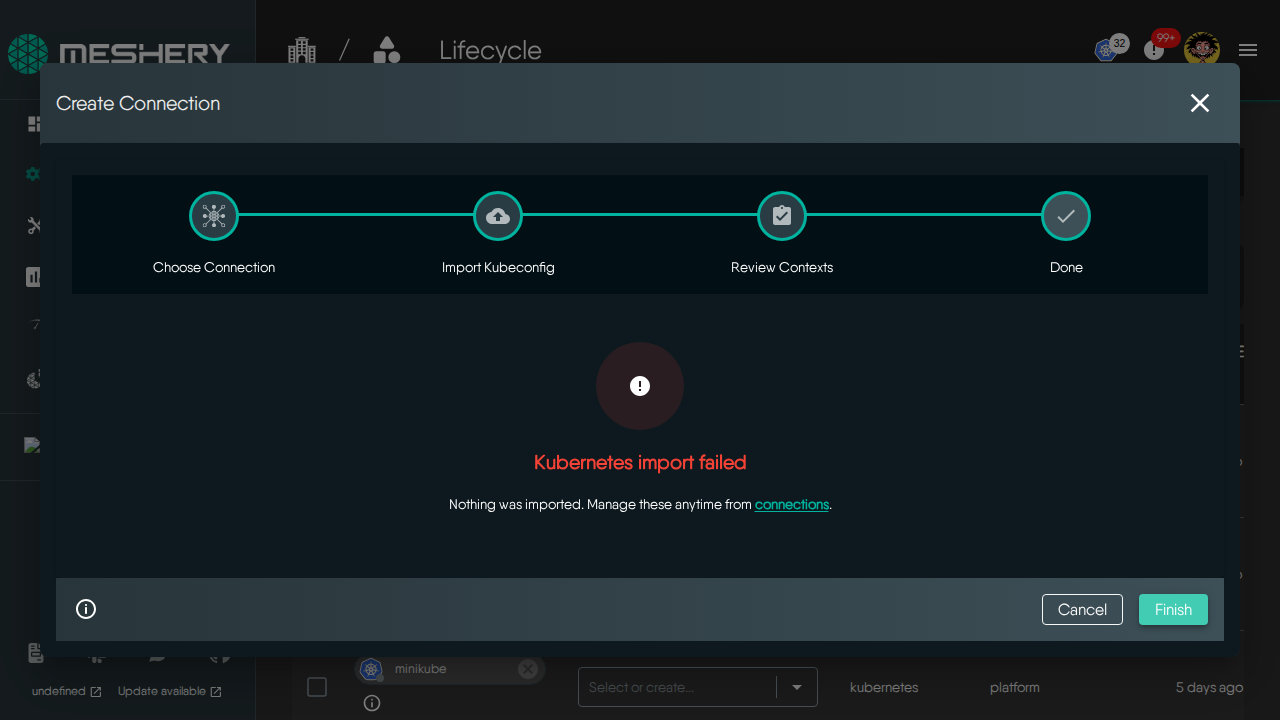 MESHERY
/
Lifecycle
32
99+
Create Connection
Choose Connection
Import Kubeconfig
Review Contexts
Done
Kubernetes import failed
Nothing was imported. Manage these anytime from connections.
Cancel
Finish
undefined
Update available
minikube
Select or create...
kubernetes
platform
5 days ago